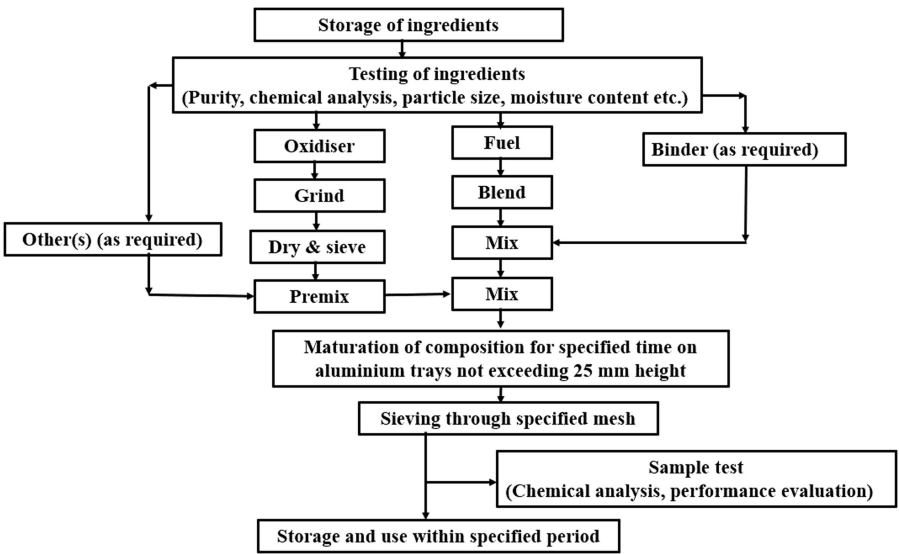 Storage of ingredients
Testing of ingredients
(Purity, chemical analysis, particle size, moisture content etc.)
Oxidiser
Fuel
Binder (as required)
Grind
Blend
Other(s) (as required)
Dry & sieve
Mix
Premix
Mix
Maturation of composition for specified time on
aluminium trays not exceeding 25 mm height
Sieving through specified mesh
Sample test
(Chemical analysis, performance evaluation)
Storage and use within specified period